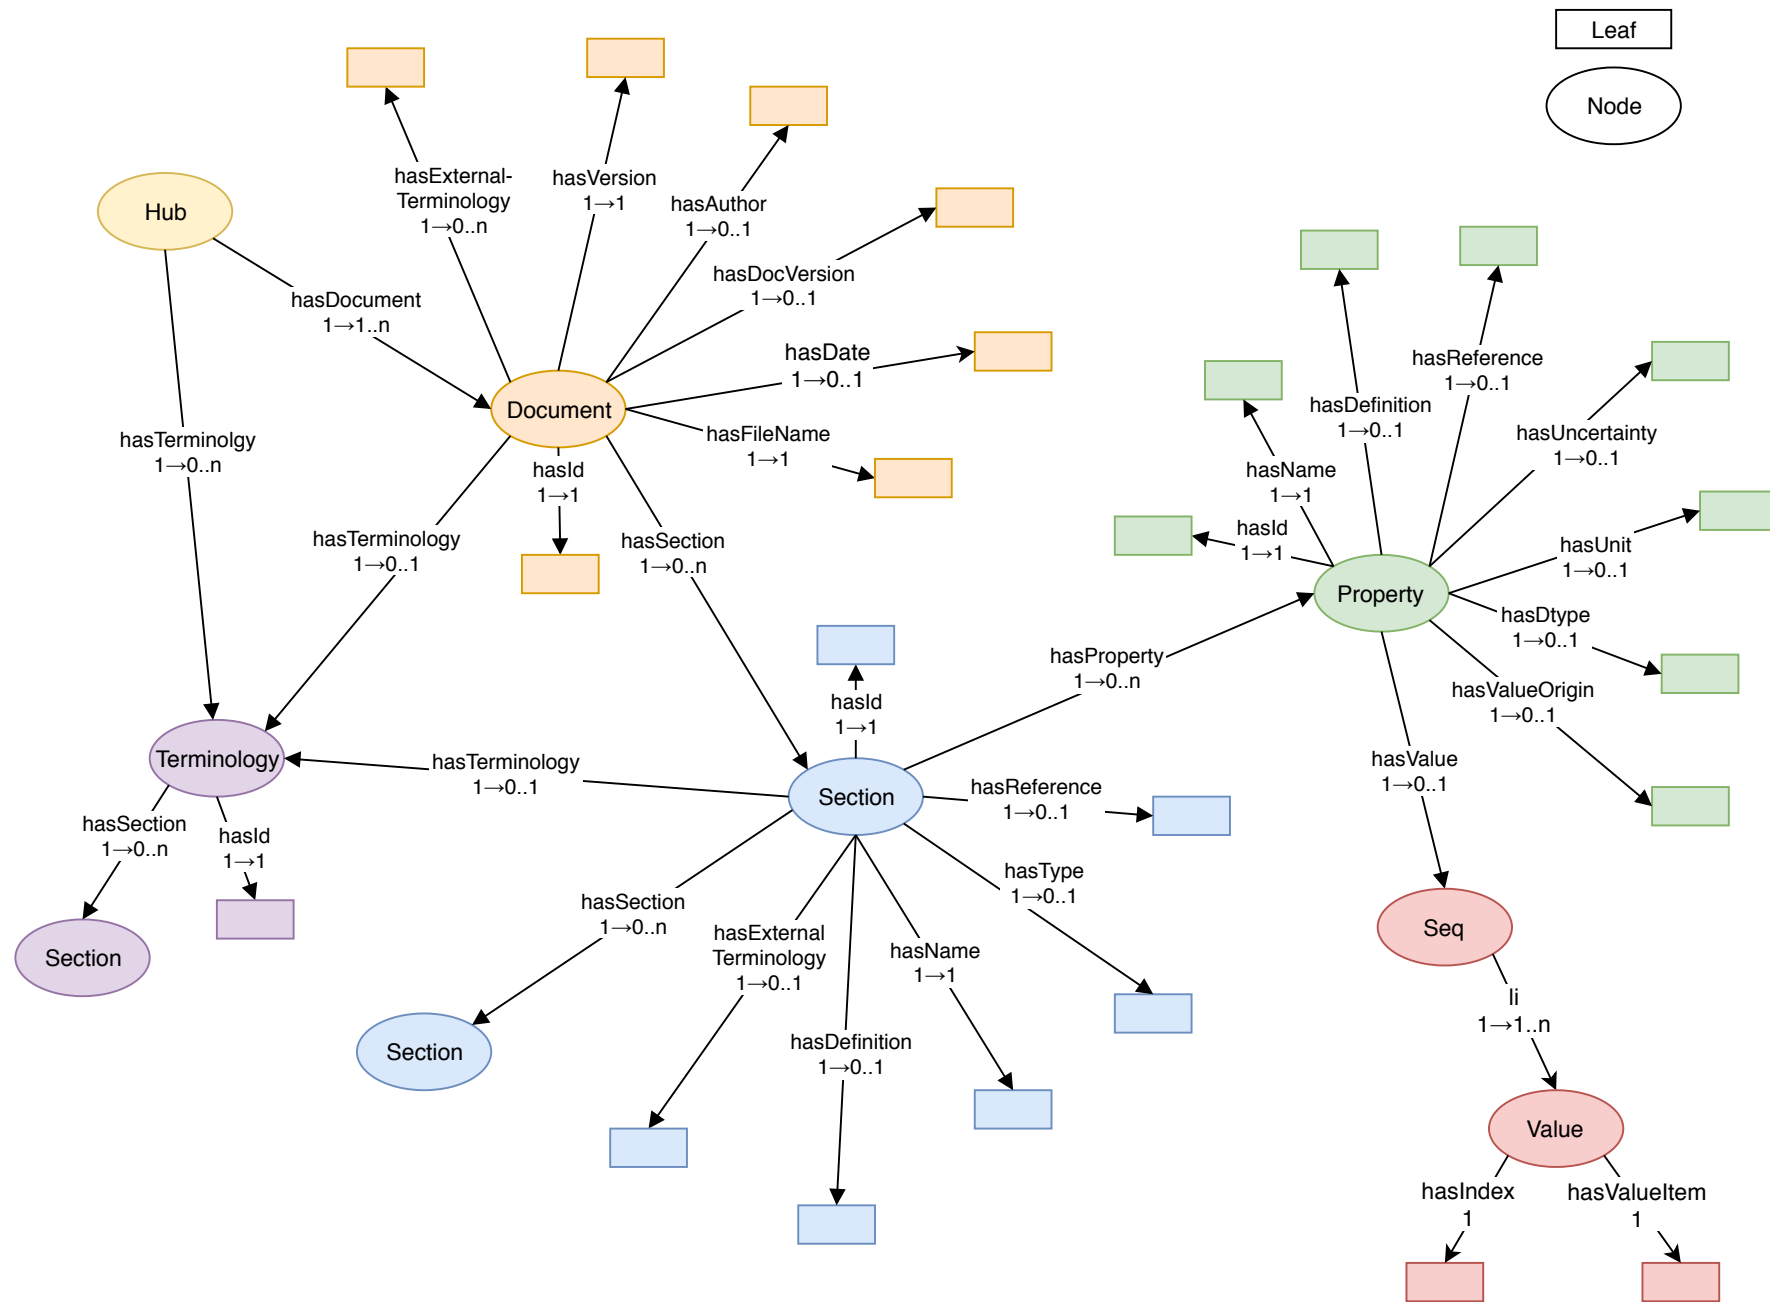 Leaf
Node
hasExternal-
Terminology
1→0..n
hasVersion
1→1
hasAuthor
1→0..1
Hub
hasDocVersion
1→0..1
hasDocument
1→1..n
hasDate
1→0..1
Document
hasFileName
1→1
hasTerminolgy
1→0..n
hasId
1→1
hasTerminology
1→0..1
hasSection
1→0..n
hasReference
1→0..1
hasDefinition
1→0..1
hasUncertainty
1→0..1
hasName
1→1
hasId
1→1
hasUnit
1→0..1
Property
hasDtype
1→0..1
hasProperty
1→0..n
hasValueOrigin
1→0..1
hasId
1→1
hasValue
1→0..1
Terminology
hasTerminology
1→0..1
Section
hasReference
1→0..1
hasSection
1→0..n
hasId
1→1
hasType
1→0..1
hasSection
1→0..n
hasExternal
Terminology
1→0..1
hasName
1→1
Seq
Section
li
1→1..n
Section
hasDefinition
1→0..1
Value
hasIndex
1
hasValueItem
1